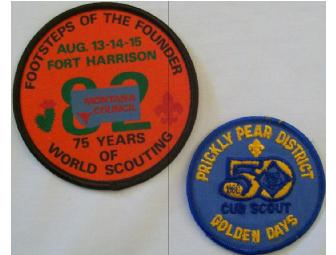 FOOTSTEPS OF THE FOUNDER
AUG. 13-14-15
FORT HARRISON
82
MONTANA
COUNCIL
75 YEARS
OF
WORLD SCOUTING
PRICKLY PEAR DISTRICT
50
CUB SCOUT
GOLDEN DAYS